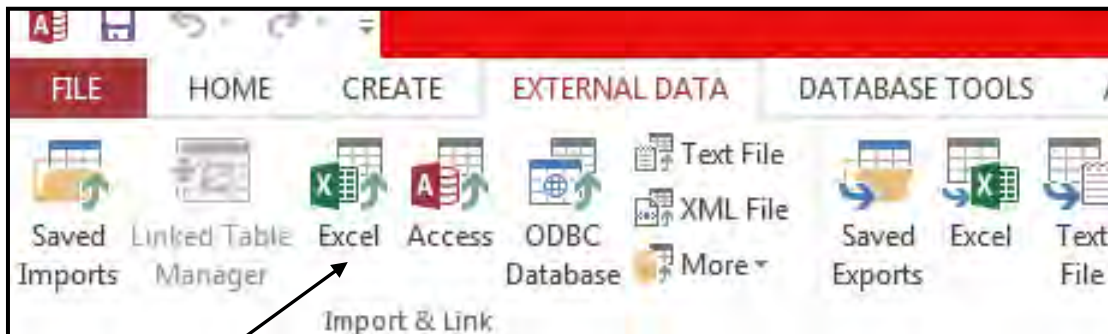 FILE HOME CREATE EXTERNAL DATA DATABASE TOOLS
Saved Imports
Linked Table Manager
Excel
Access
ODBC Database
Text File
XML File
More
Saved Exports
Excel
Text File
Import & Link